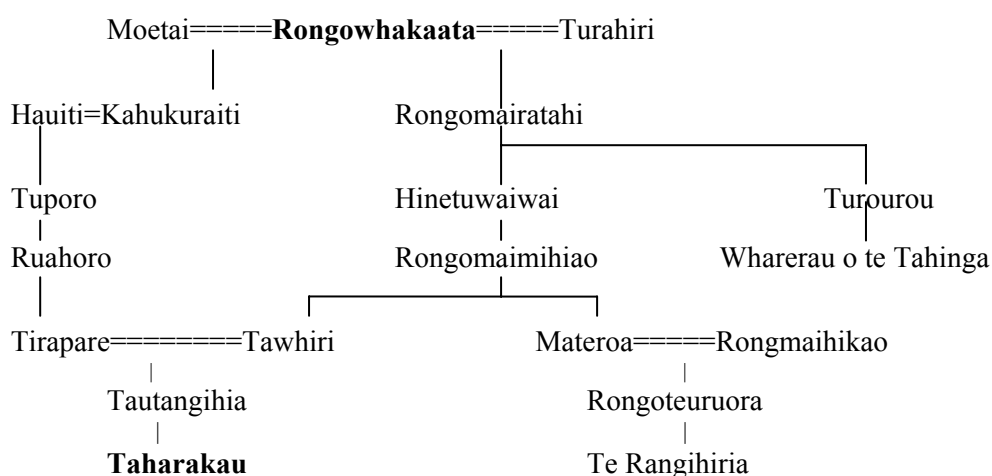 Moetai=====Rongowhakaata=====Turahiri
Hauiti=Kahukuraiti Rongomairatahi
Tuporo Hinetuwaiwai Turourou
Ruahoro Rongomaimihiao Wharerau o te Tahinga
Tirapare========Tawhiri Materoa=====Rongmaihikao
Tautangihia Rongoteuruora
Taharakau Te Rangihiria